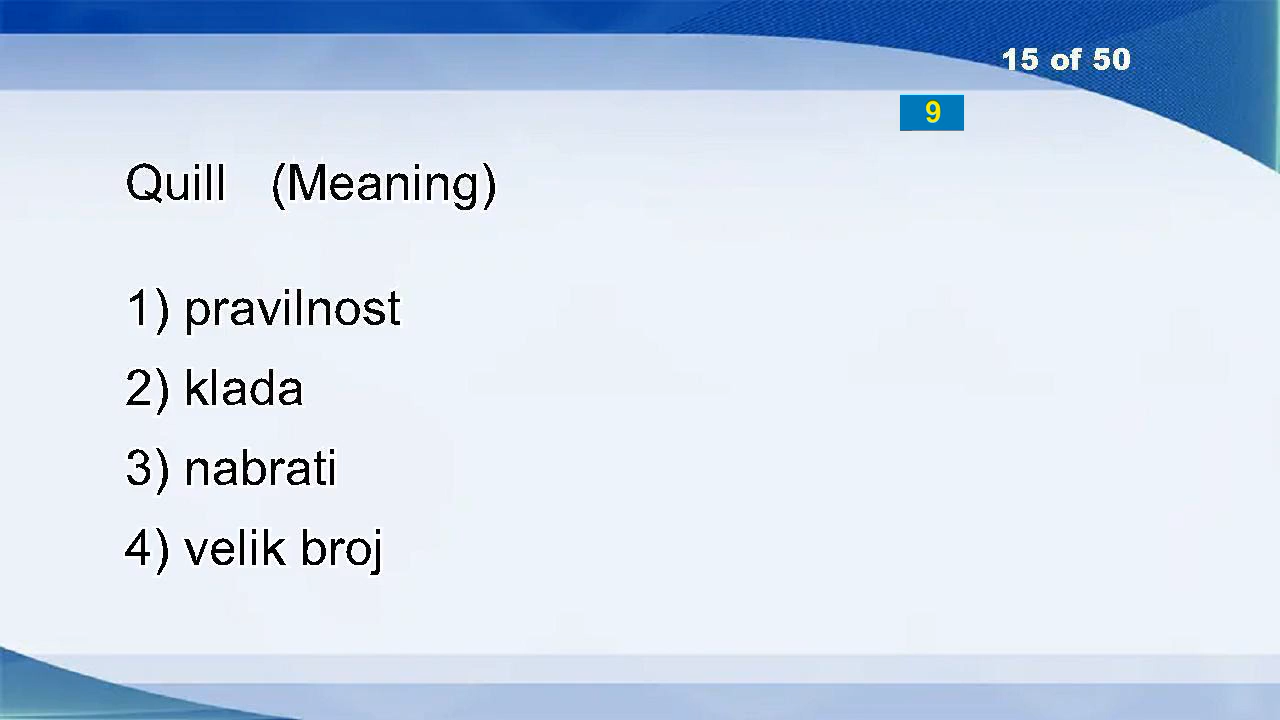 15 of 50
9
Quill (Meaning)
1) pravilnost
2) klada
3) nabrati
4) velik broj